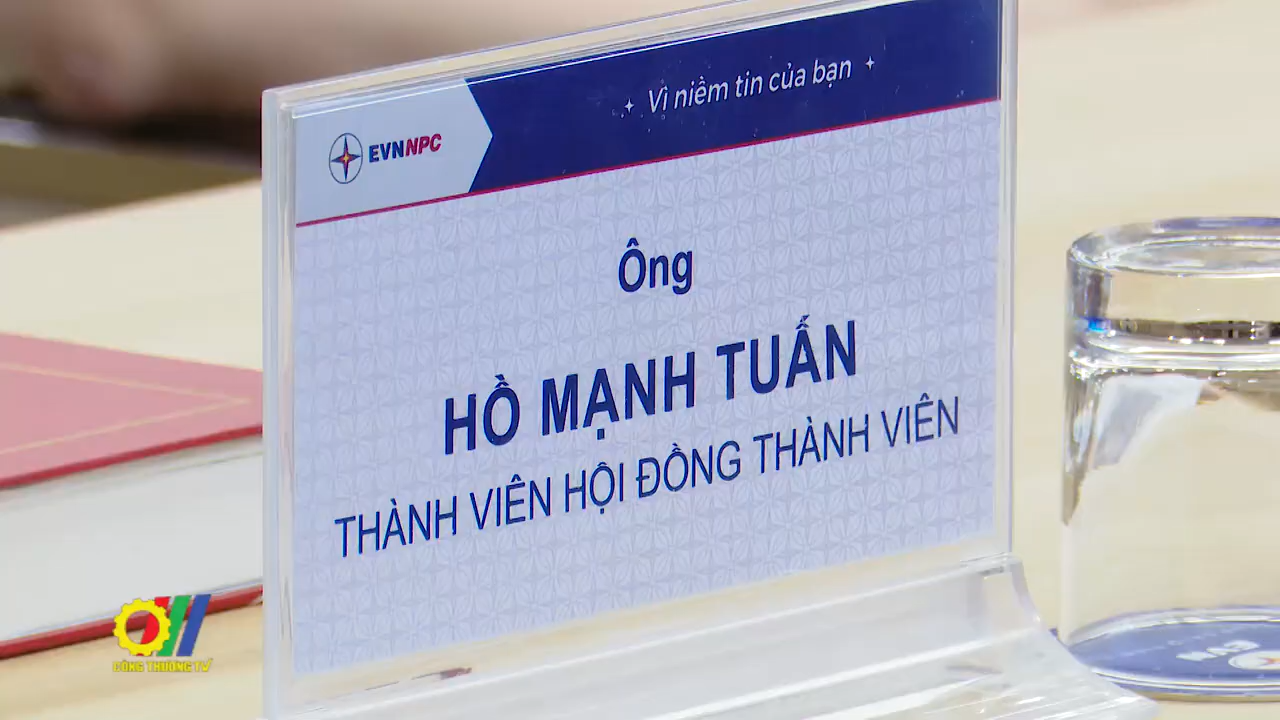 Vì niềm tin của bạn
EVNNPC
Ông
HỒ MẠNH TUẤN
THÀNH VIÊN HỘI ĐỒNG THÀNH VIÊN
CÔNG THƯƠNG TV